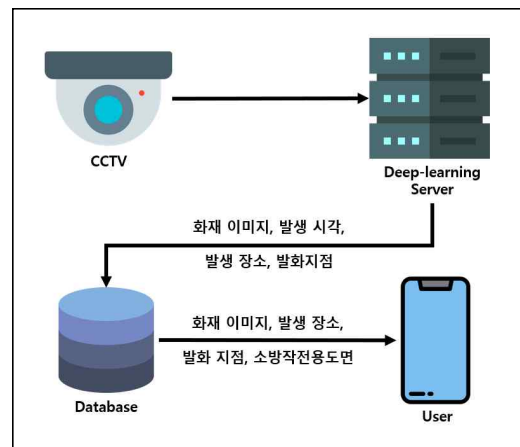 CCTV
Deep-learning
Server
화재 이미지, 발생 시각,
발생 장소, 발화지점
화재 이미지, 발생 장소,
발화 지점, 소방작전용도면
Database
User